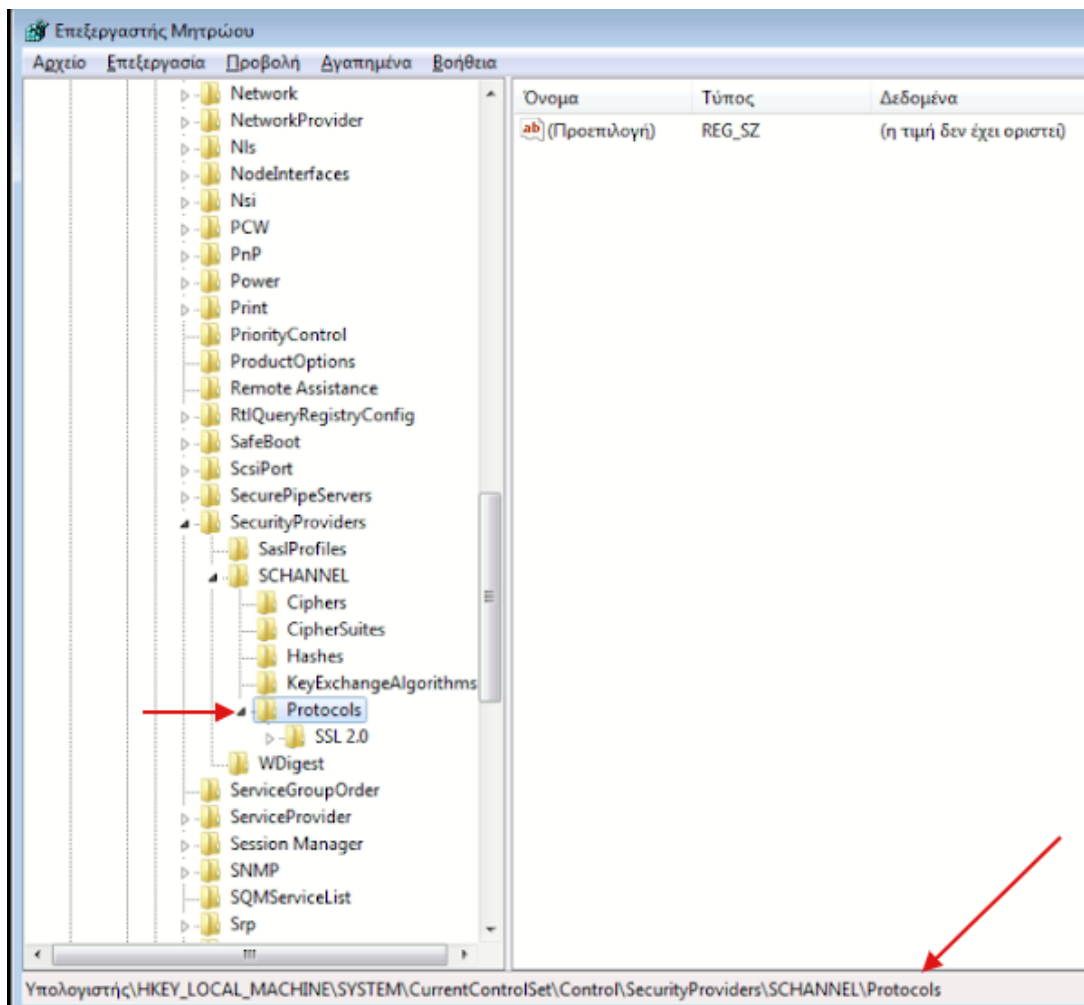 Επεξεργαστής Μητρώου
Αρχείο Επεξεργασία Προβολή Αγαπημένα Βοήθεια
Network
NetworkProvider
Nls
NodeInterfaces
Nsi
PCW
PnP
Power
Print
PriorityControl
ProductOptions
Remote Assistance
RtlQueryRegistryConfig
SafeBoot
ScsiPort
SecurePipeServers
SecurityProviders
SaslProfiles
SCHANNEL
Ciphers
CipherSuites
Hashes
KeyExchangeAlgorithms
Protocols
SSL 2.0
WDigest
ServiceGroupOrder
ServiceProvider
Session Manager
SNMP
SQMServiceList
Srp
Όνομα Τύπος Δεδομένα
ab (Προεπιλογή) REG_SZ (η τιμή δεν έχει οριστεί)
Υπολογιστής\HKEY_LOCAL_MACHINE\SYSTEM\CurrentControlSet\Control\SecurityProviders\SCHANNEL\Protocols